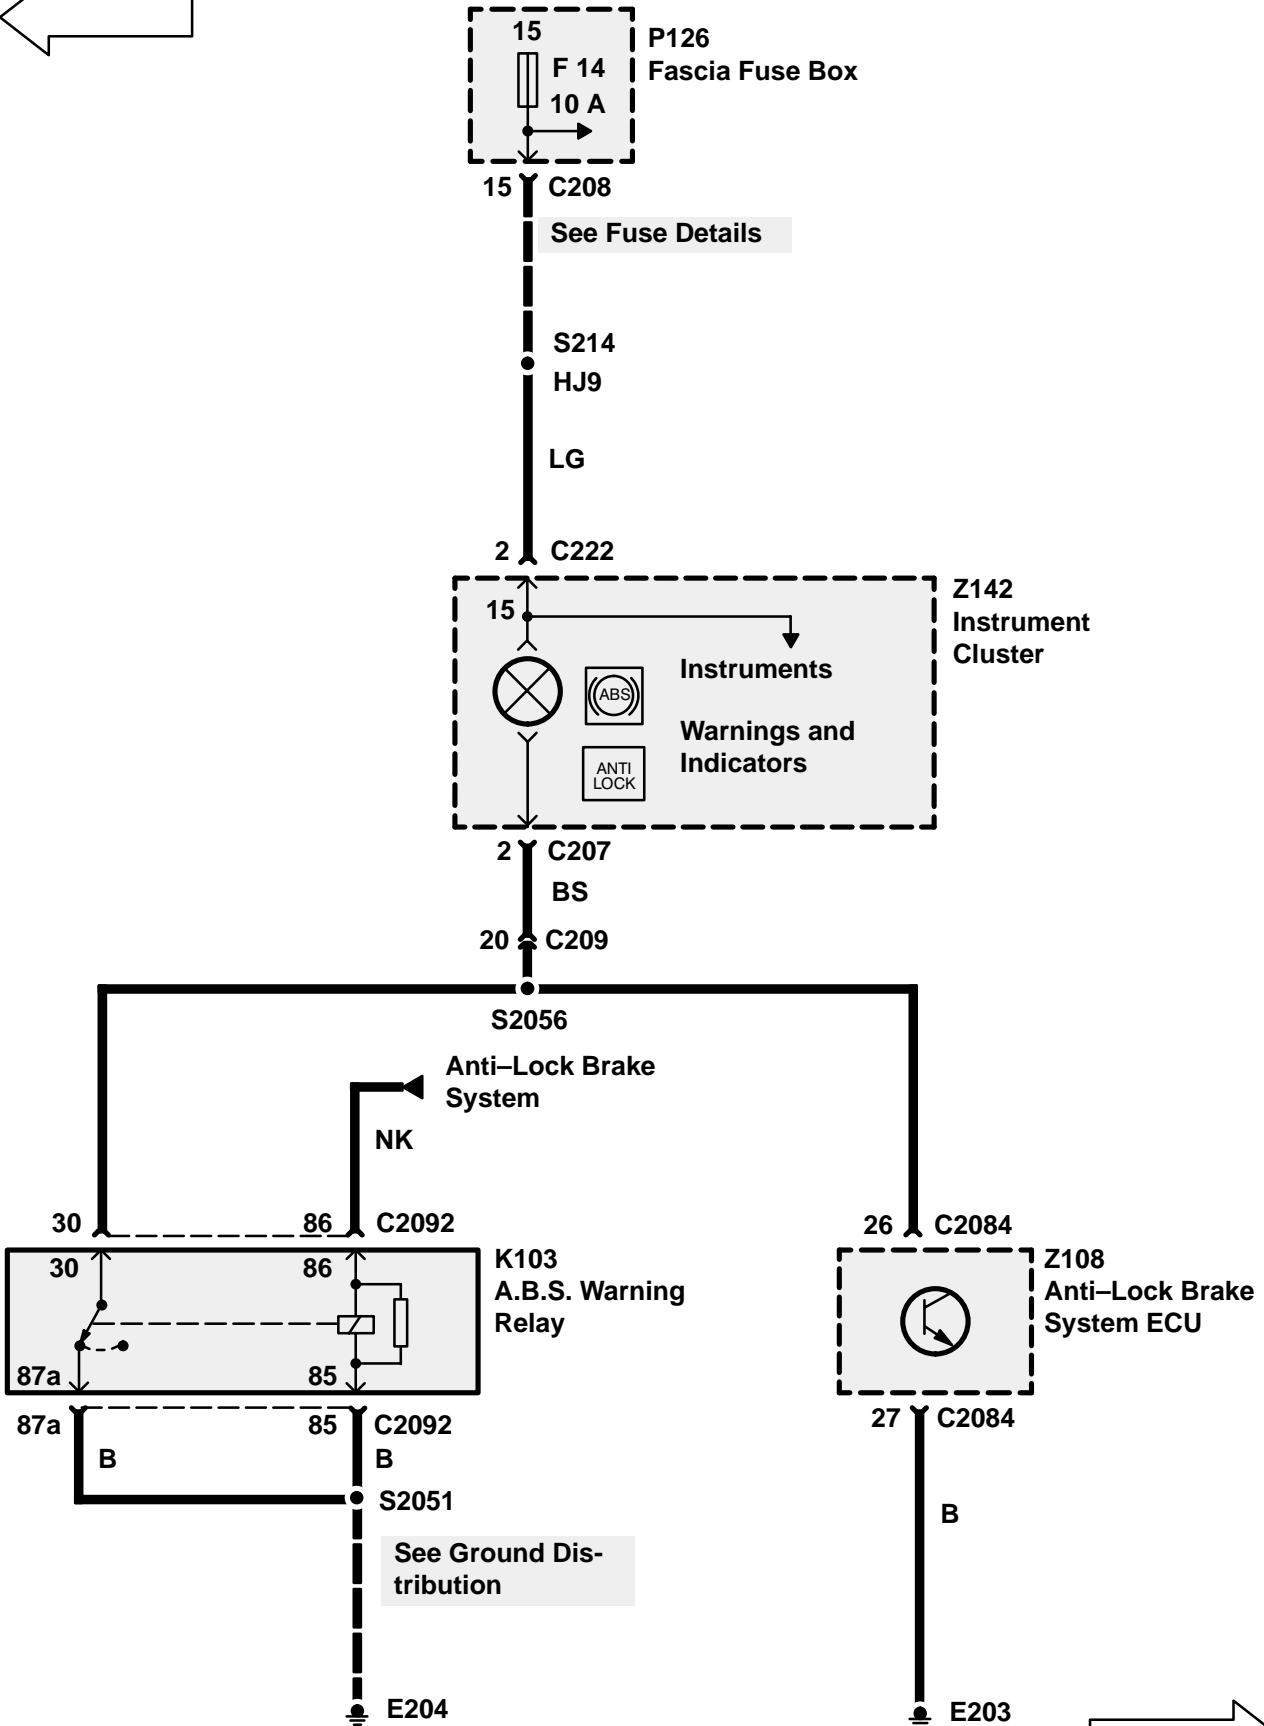 15
F 14
10 A
P126
Fascia Fuse Box
15 C208
See Fuse Details
S214
HJ9
LG
2 C222
15
Z142
Instrument
Cluster
Instruments
ABS
Warnings and
Indicators
ANTI
LOCK
2 C207
BS
20 C209
S2056
Anti–Lock Brake
System
NK
30 86 C2092
26 C2084
30 86
K103
A.B.S. Warning
Relay
Z108
Anti–Lock Brake
System ECU
87a 85
87a 85 C2092
27 C2084
B B
S2051
B
See Ground Dis-
tribution
E204
E203